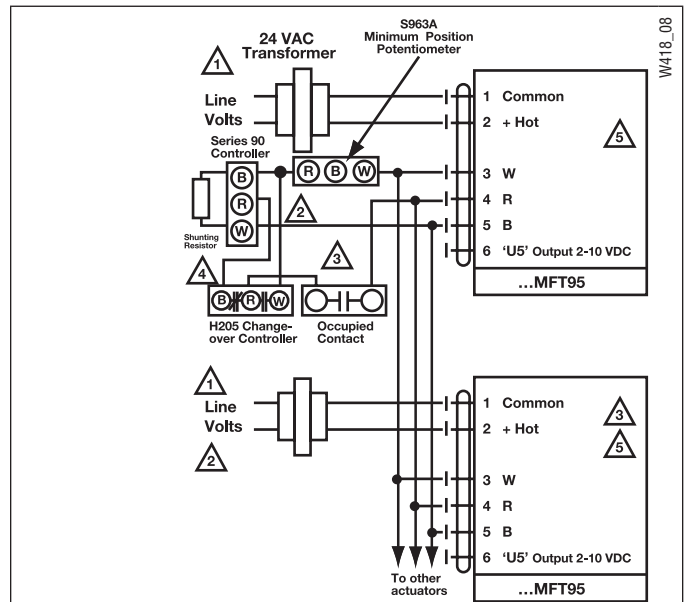 W418_08
24 VAC
Transformer
S963A
Minimum Position
Potentiometer
1
Line
Volts
1 Common
2 + Hot
5
Series 90
Controller
B
R
W
R B W
3 W
4 R
5 B
6 'U5' Output 2-10 VDC
...MFT95
Shunting
Resistor
2
3
4
B R W
H205 Change-
over Controller
Occupied
Contact
1
Line
Volts
2
1 Common
2 + Hot
3
5
3 W
4 R
5 B
6 'U5' Output 2-10 VDC
...MFT95
To other
actuators